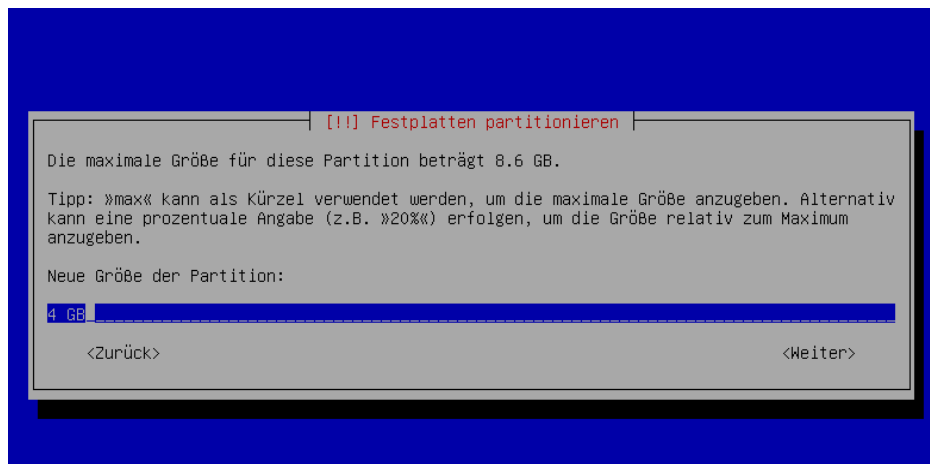 [!!] Festplatten partitionieren
Die maximale Größe für diese Partition beträgt 8.6 GB.
Tipp: »max« kann als Kürzel verwendet werden, um die maximale Größe anzugeben. Alternativ
kann eine prozentuale Angabe (z.B. »20%«) erfolgen, um die Größe relativ zum Maximum
anzugeben.
Neue Größe der Partition:
4 GB
<Zurück> <Weiter>